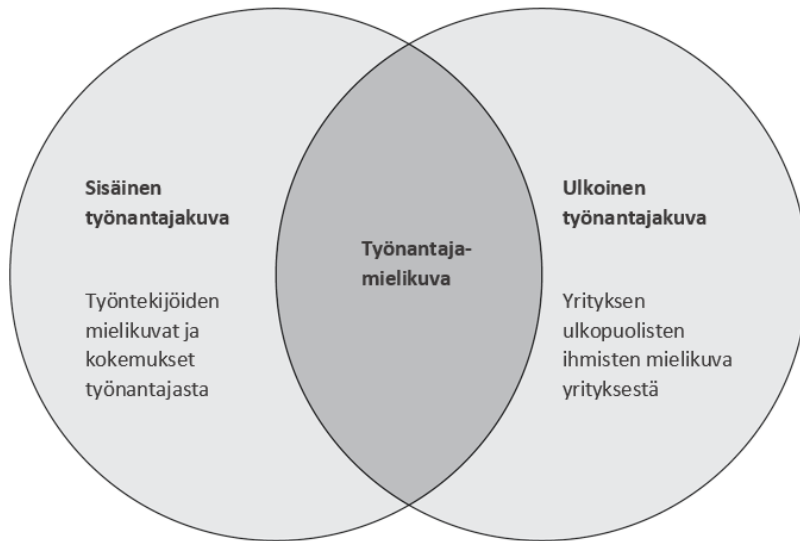 Sisäinen
työnantajakuva
Työntekijöiden
mielikuvat ja
kokemukset
työnantajasta
Työnantaja-
mielikuva
Ulkoinen
työnantajakuva
Yrityksen
ulkopuolisten
ihmisten mielikuva
yrityksestä